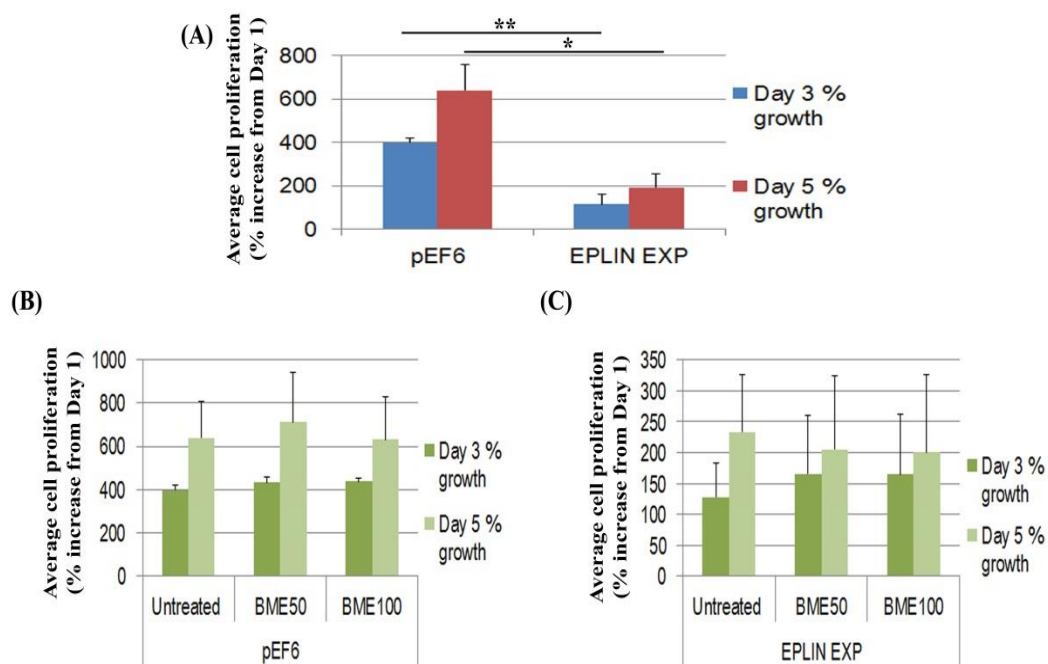 (A)
**
*
Average cell proliferation
(% increase from Day 1)
800
600
400
200
0
pEF6
EPLIN EXP
Day 3 %
growth
Day 5 %
growth
(B)
Average cell proliferation
(% increase from Day 1)
1000
800
600
400
200
0
Untreated
BME50
BME100
pEF6
Day 3 %
growth
Day 5 %
growth
(C)
Average cell proliferation
(% increase from Day 1)
350
300
250
200
150
100
50
0
Untreated
BME50
BME100
EPLIN EXP
Day 3 %
growth
Day 5 %
growth